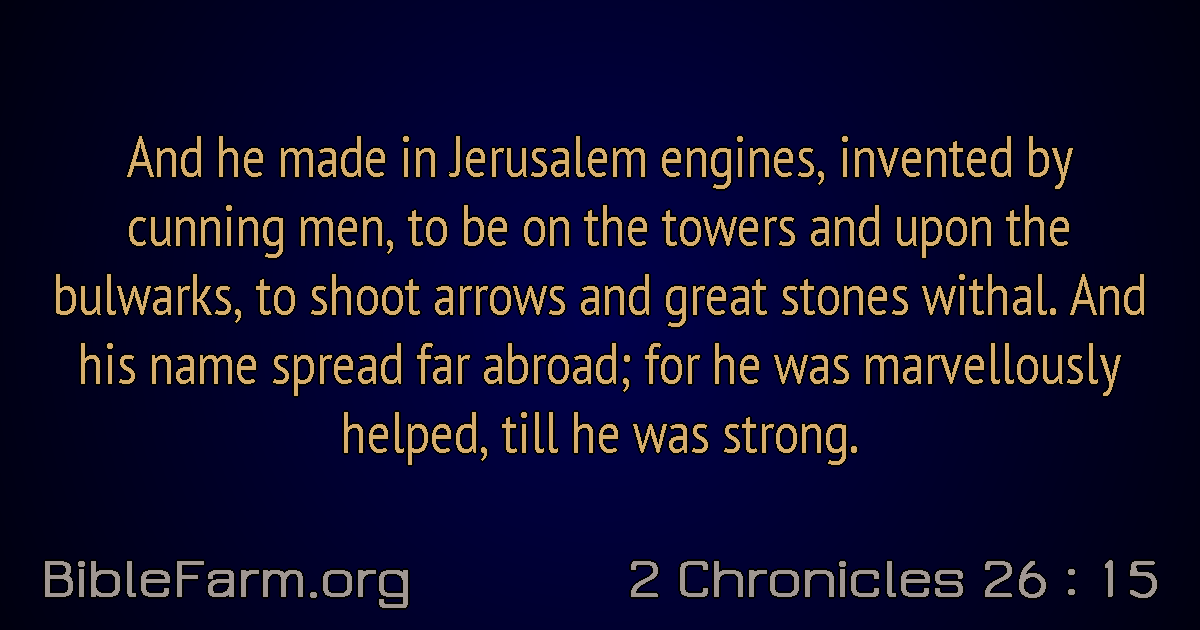 And he made in Jerusalem engines, invented by
cunning men, to be on the towers and upon the
bulwarks, to shoot arrows and great stones withal. And
his name spread far abroad; for he was marvellously
helped, till he was strong.
BibleFarm.org
2 Chronicles 26 : 15